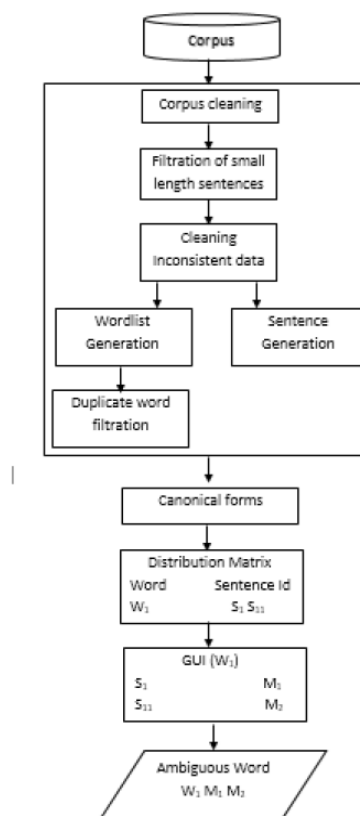 Corpus
Corpus cleaning
Filtration of small
length sentences
Cleaning
Inconsistent data
Wordlist
Generation
Sentence
Generation
Duplicate word
filtration
Canonical forms
Distribution Matrix
Word Sentence Id
W₁ S₁ S₁₁
GUI (W₁)
S₁ M₁
S₁₁ M₂
Ambiguous Word
W₁ M₁ M₂